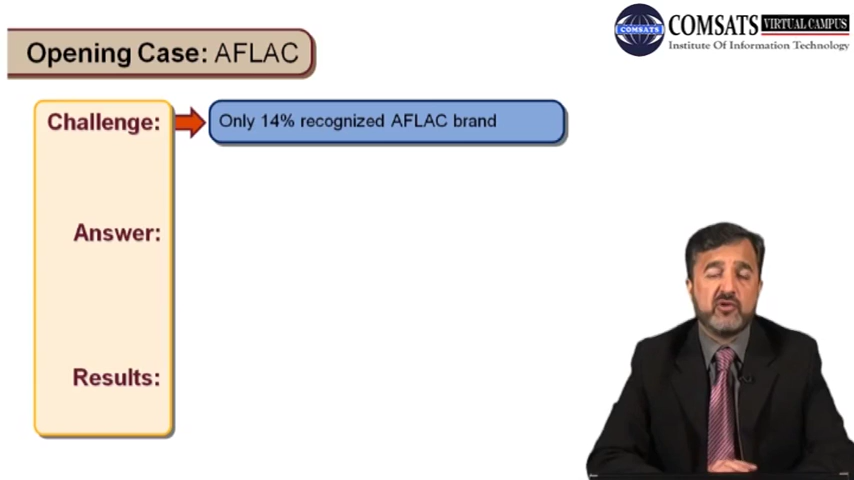 COMSATS VIRTUAL CAMPUS
COMSATS
Institute Of Information Technology
Opening Case: AFLAC
Challenge:
Only 14% recognized AFLAC brand
Answer:
Results: